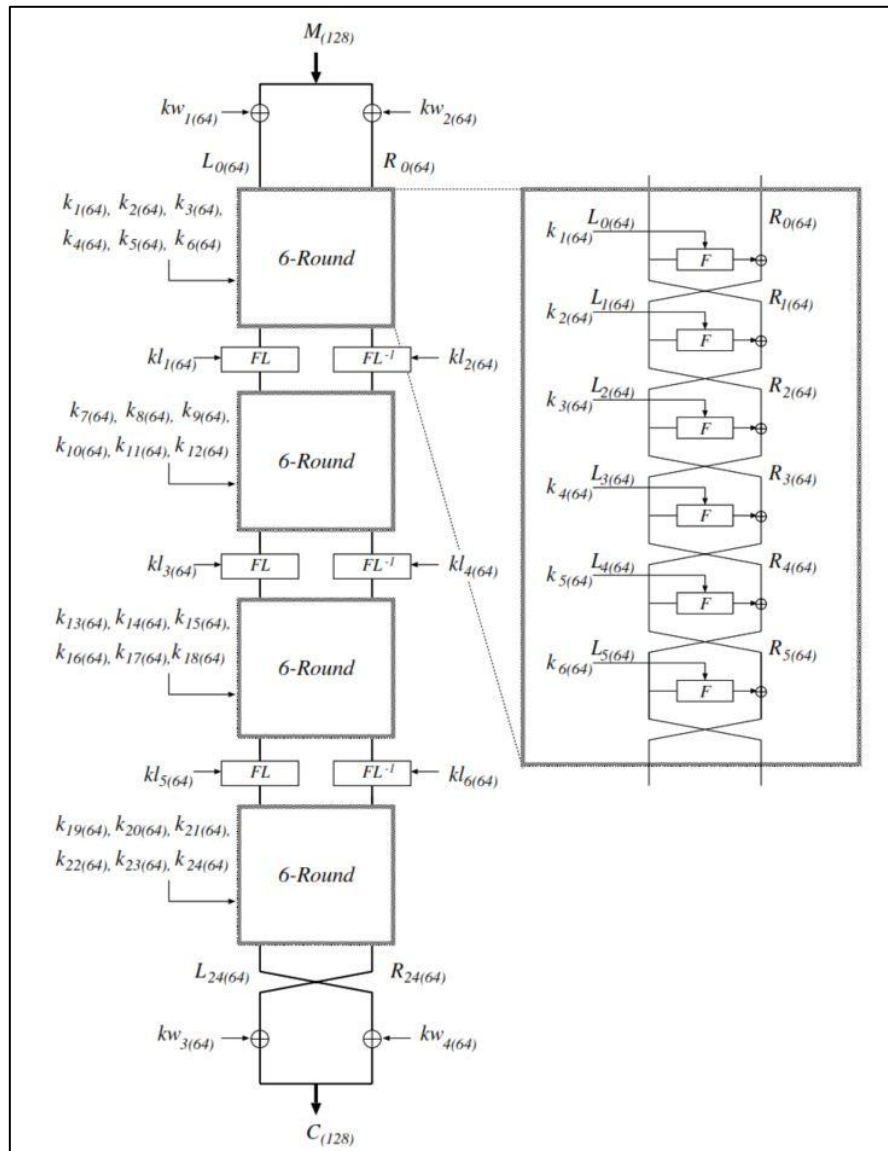 M(128)
kw1(64)
kw2(64)
L0(64)
R0(64)
k1(64), k2(64), k3(64),
k4(64), k5(64), k6(64)
6-Round
kl1(64)
FL
FL-1
kl2(64)
k7(64), k8(64), k9(64),
k10(64), k11(64), k12(64)
6-Round
kl3(64)
FL
FL-1
kl4(64)
k13(64), k14(64), k15(64),
k16(64), k17(64), k18(64)
6-Round
kl5(64)
FL
FL-1
kl6(64)
k19(64), k20(64), k21(64),
k22(64), k23(64), k24(64)
6-Round
L24(64)
R24(64)
kw3(64)
kw4(64)
C(128)
L0(64)
R0(64)
k1(64)
F
L1(64)
R1(64)
k2(64)
F
L2(64)
R2(64)
k3(64)
F
L3(64)
R3(64)
k4(64)
F
L4(64)
R4(64)
k5(64)
F
L5(64)
R5(64)
k6(64)
F